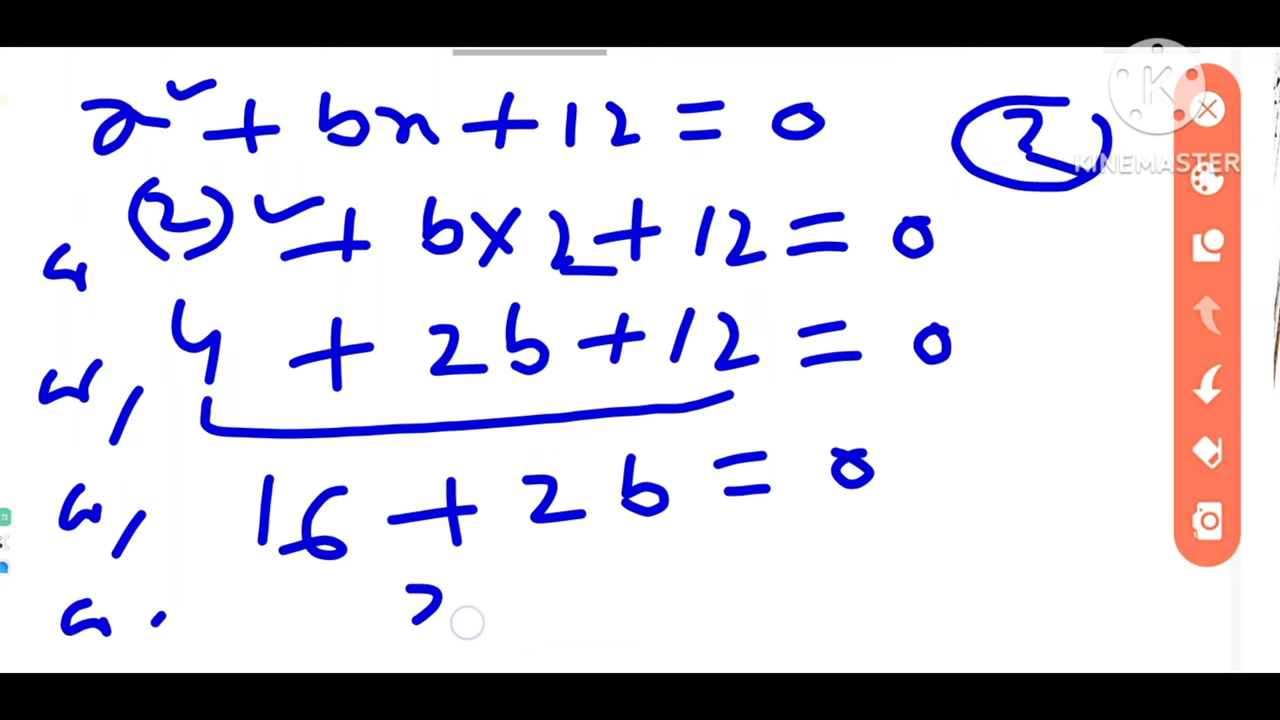 x² + bx + 12 = 0 2
KINEMASTER
(2)² + b × 2 + 12 = 0
4 + 2b + 12 = 0
16 + 2b = 0